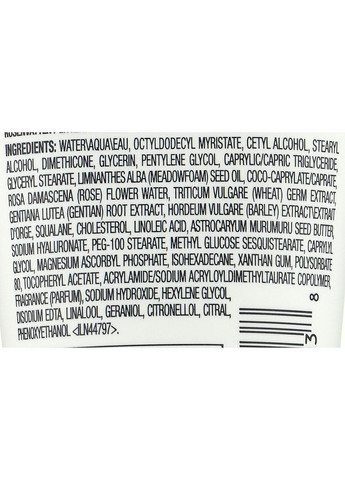 INGREDIENTS: WATER\AQUA\EAU, OCTYLDODECYL MYRISTATE, CETYL ALCOHOL, STEARYL
ALCOHOL, DIMETHICONE, GLYCERIN, PENTYLENE GLYCOL, CAPRYLIC/CAPRIC TRIGLYCERIDE,
GLYCERYL STEARATE, LIMNANTHES ALBA (MEADOWFOAM) SEED OIL, COCO-CAPRYLATE/CAPRATE,
ROSA DAMASCENA (ROSE) FLOWER WATER, TRITICUM VULGARE (WHEAT) GERM EXTRACT,
GENTIANA LUTEA (GENTIAN) ROOT EXTRACT, HORDEUM VULGARE (BARLEY) EXTRACT\EXTRAIT
D'ORGE, SQUALANE, CHOLESTEROL, LINOLEIC ACID, ASTROCARYUM MURUMURU SEED BUTTER,
SODIUM HYALURONATE, PEG-100 STEARATE, METHYL GLUCOSE SESQUISTEARATE, CAPRYLYL
GLYCOL, MAGNESIUM ASCORBYL PHOSPHATE, ISOHEXADECANE, XANTHAN GUM, POLYSORBATE
80, TOCOPHERYL ACETATE, ACRYLAMIDE/SODIUM ACRYLOYLDIMETHYLTAURATE COPOLYMER,
FRAGRANCE (PARFUM), SODIUM HYDROXIDE, HEXYLENE GLYCOL,
DISODIUM EDTA, LINALOOL, GERANIOL, CITRONELLOL, CITRAL,
PHENOXYETHANOL <ILN44797>
3 8